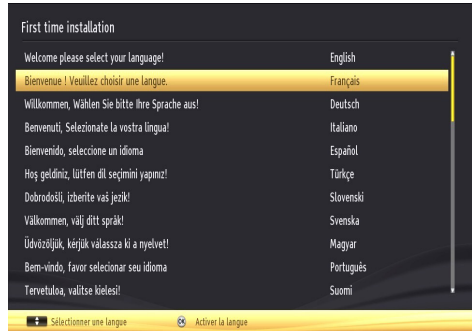 First time installation
Welcome please select your language! English
Bienvenue ! Veuillez choisir une langue. Français
Willkommen, Wählen Sie bitte Ihre Sprache aus! Deutsch
Benvenuti, Selezionate la vostra lingua! Italiano
Bienvenido, seleccione un idioma Español
Hoş geldiniz, lütfen dil seçimini yapınız! Türkçe
Dobrodošli, izberite vaš jezik! Slovenski
Välkommen, välj ditt språk! Svenska
Üdvözöljük, kérjük válassza ki a nyelvet! Magyar
Bem-vindo, favor selecionar seu idioma Português
Tervetuloa, valitse kielesi! Suomi
Sélectionner une langue OK Activer la langue